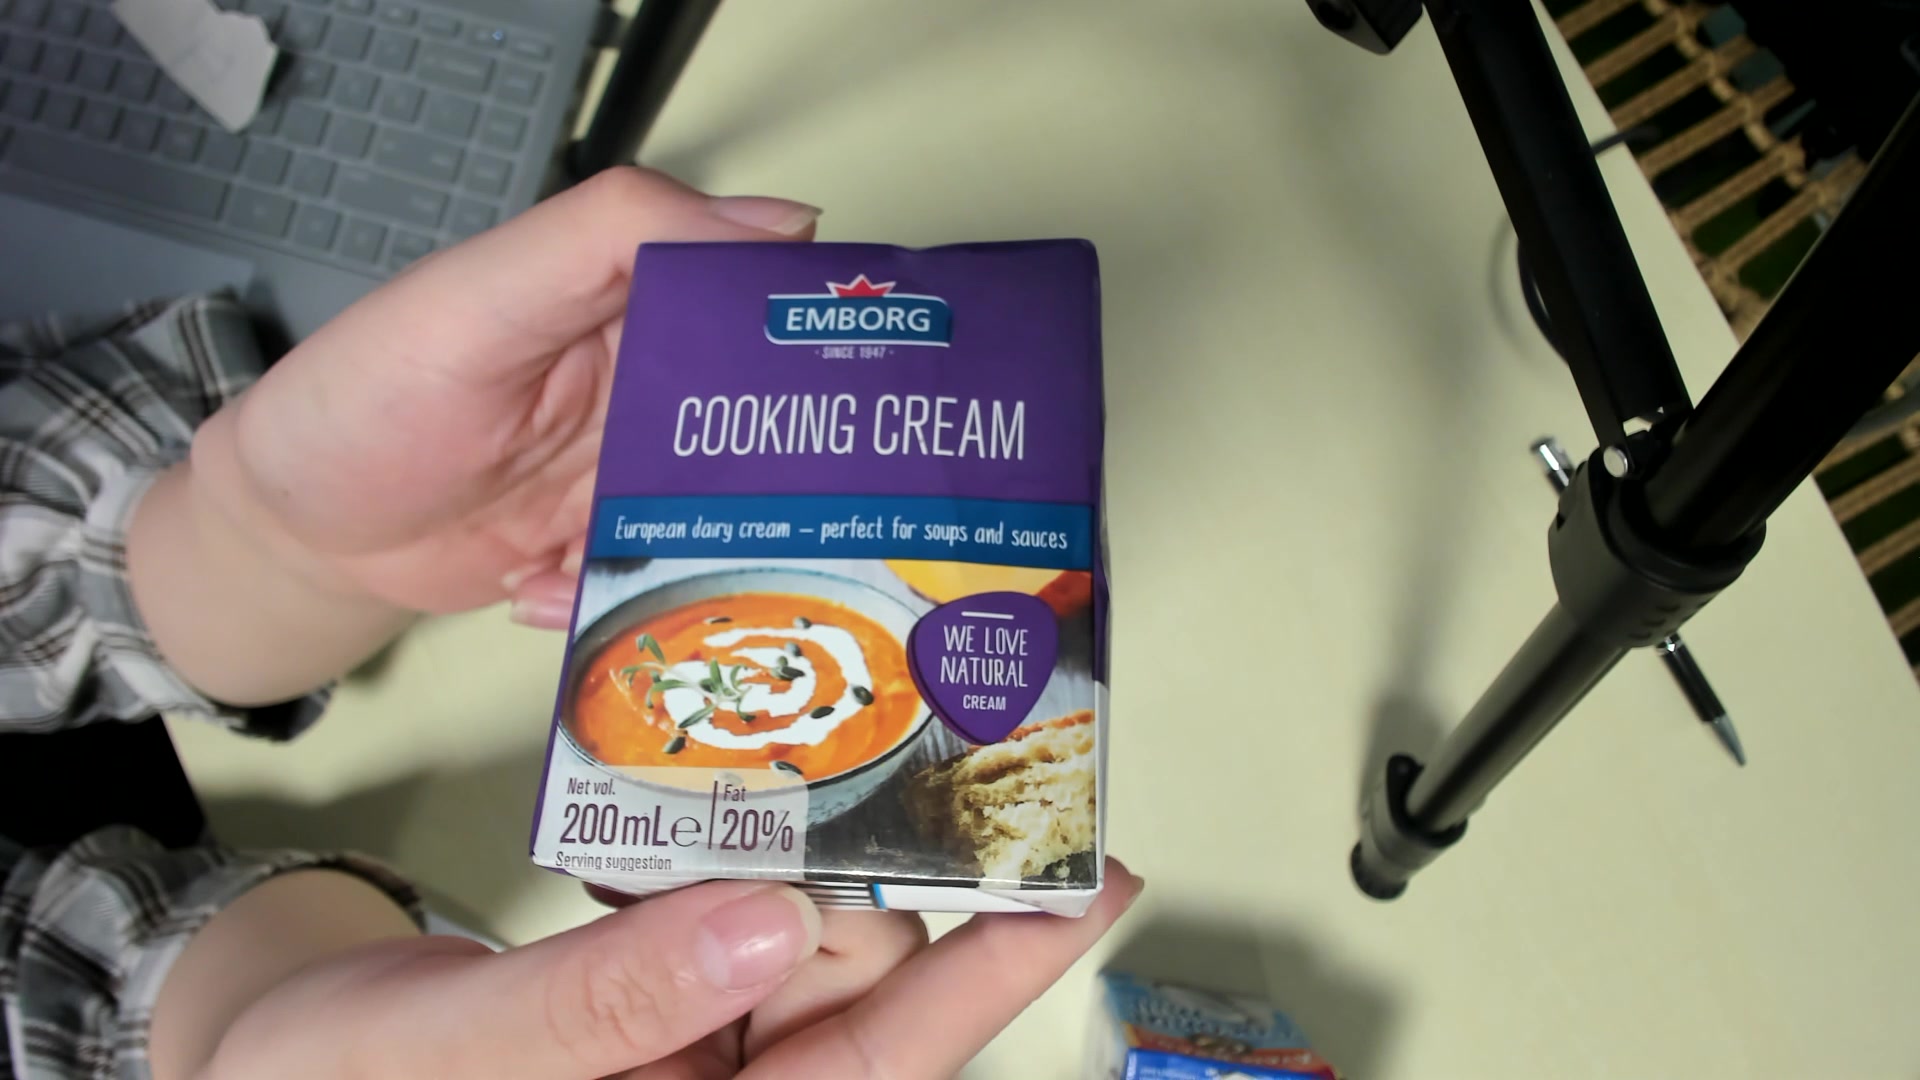 EMBORG
· SINCE 1947 ·
COOKING CREAM
European dairy cream – perfect for soups and sauces
WE LOVE
NATURAL
CREAM
Net vol.
200mLe
Fat
20%
Serving suggestion